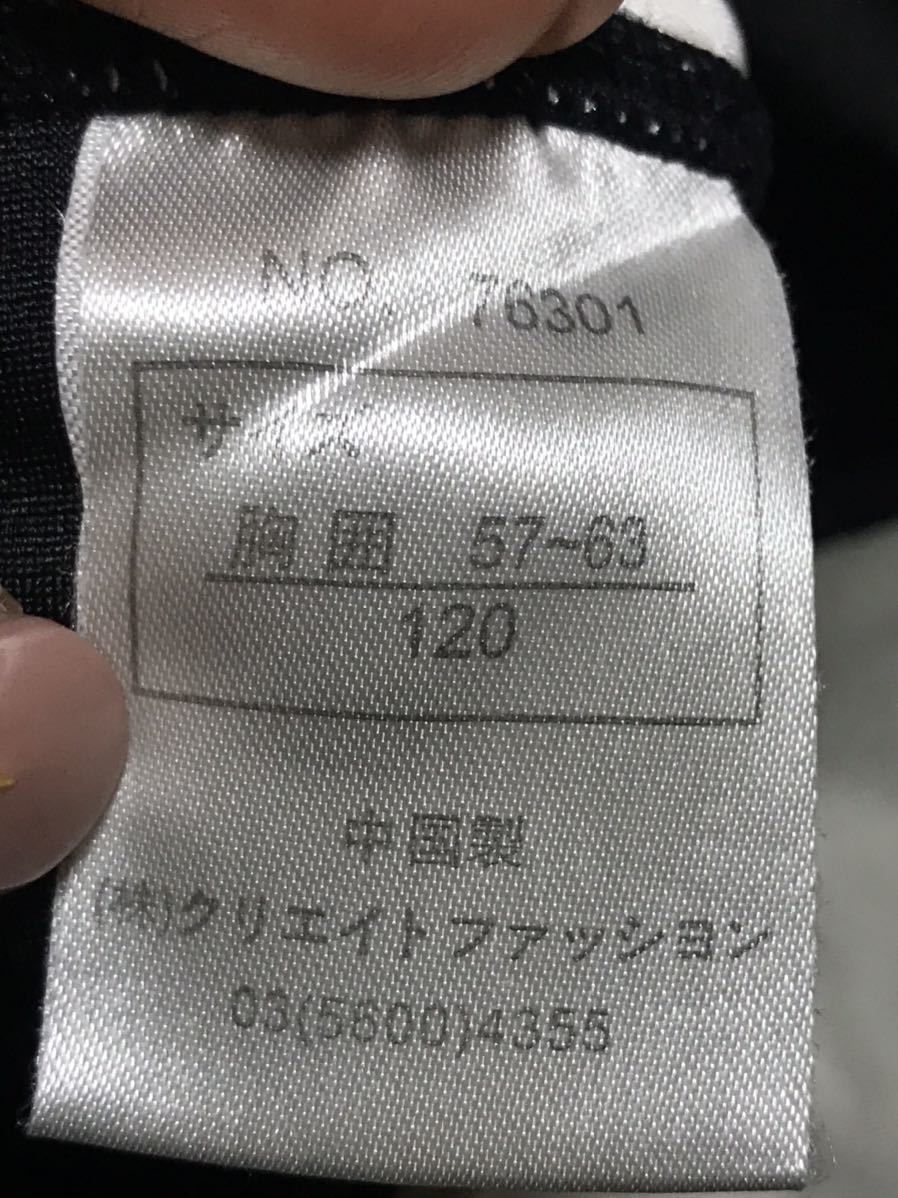 NO. 76301
サイズ
胸囲 57~63
120
中国製
(株)クリエイトファッション
03(5600)4355